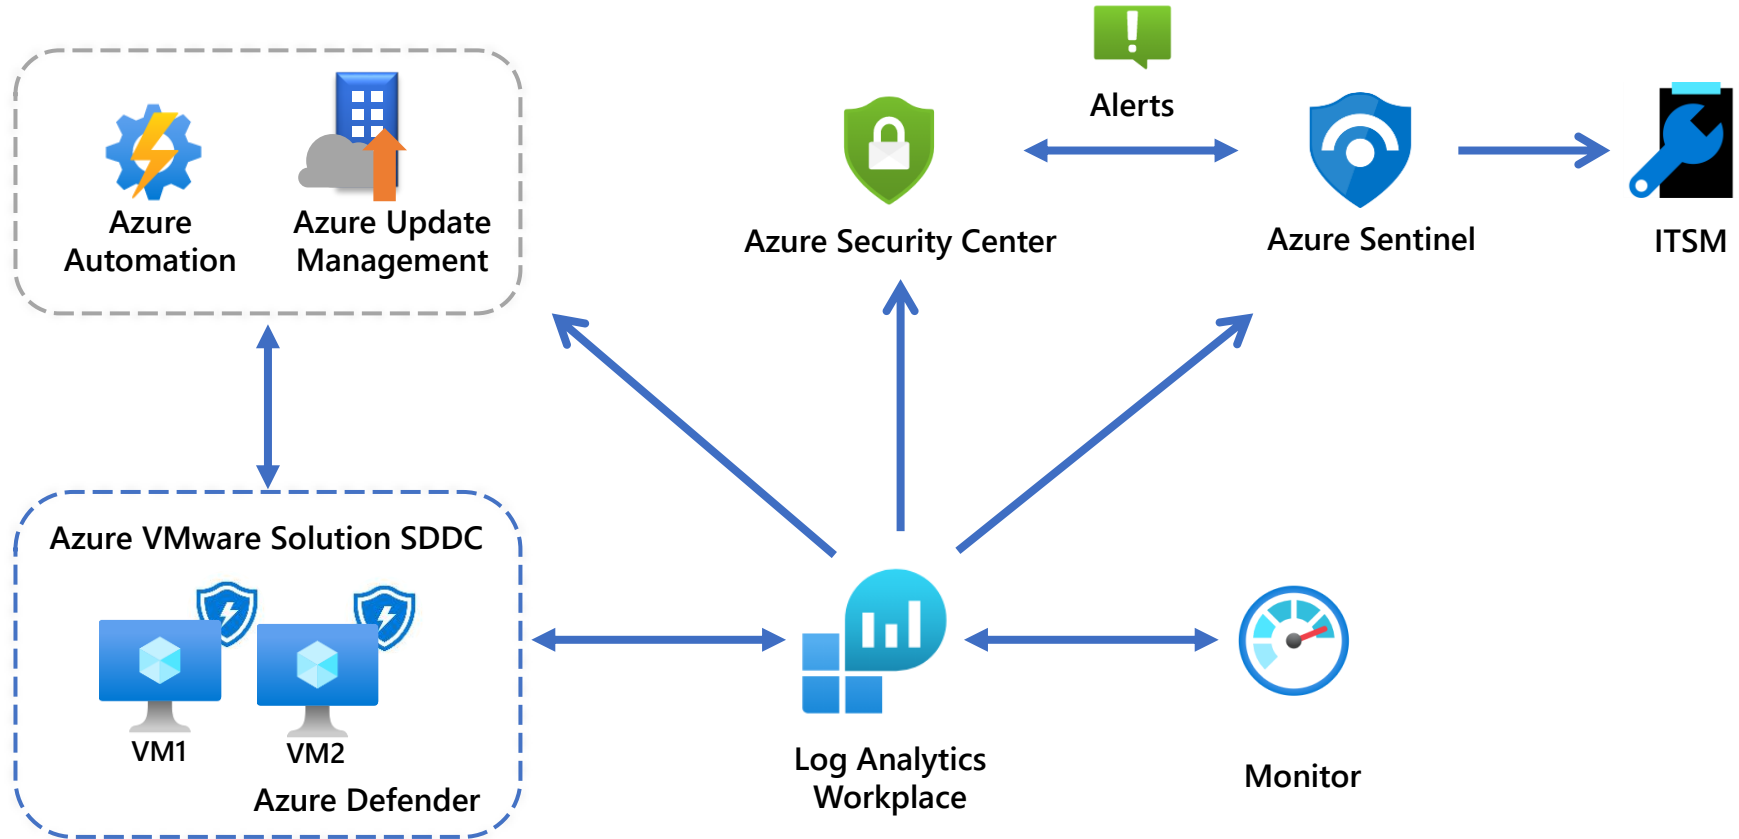 Alerts
Azure
Automation
Azure Update
Management
Azure Security Center
Azure Sentinel
ITSM
Azure VMware Solution SDDC
VM1
VM2
Azure Defender
Log Analytics
Workplace
Monitor